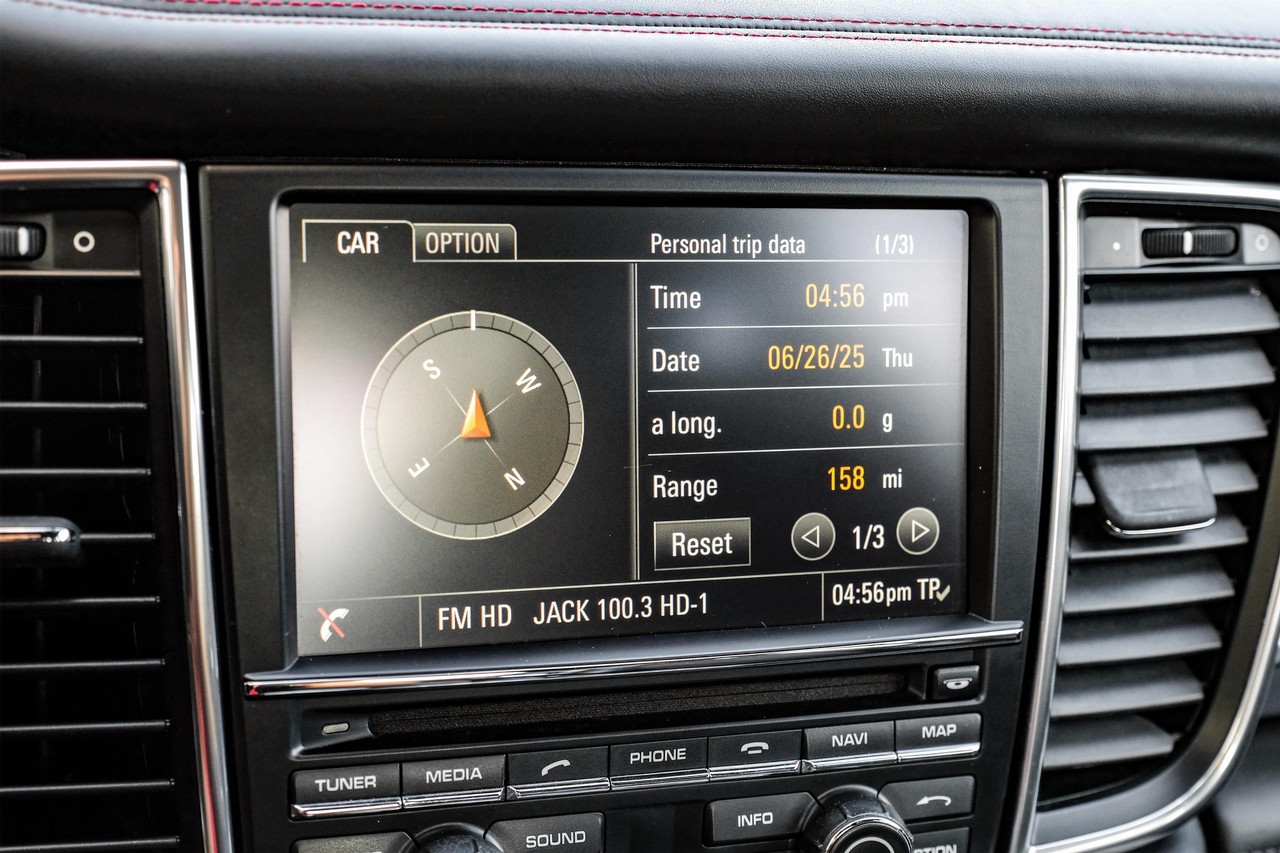 CAR OPTION Personal trip data (1/3)
Time 04:56 pm
Date 06/26/25 Thu
a long. 0.0 g
Range 158 mi
Reset 1/3
S W
E N
FM HD JACK 100.3 HD-1 04:56pm TP
TUNER MEDIA PHONE NAVI MAP
SOUND INFO